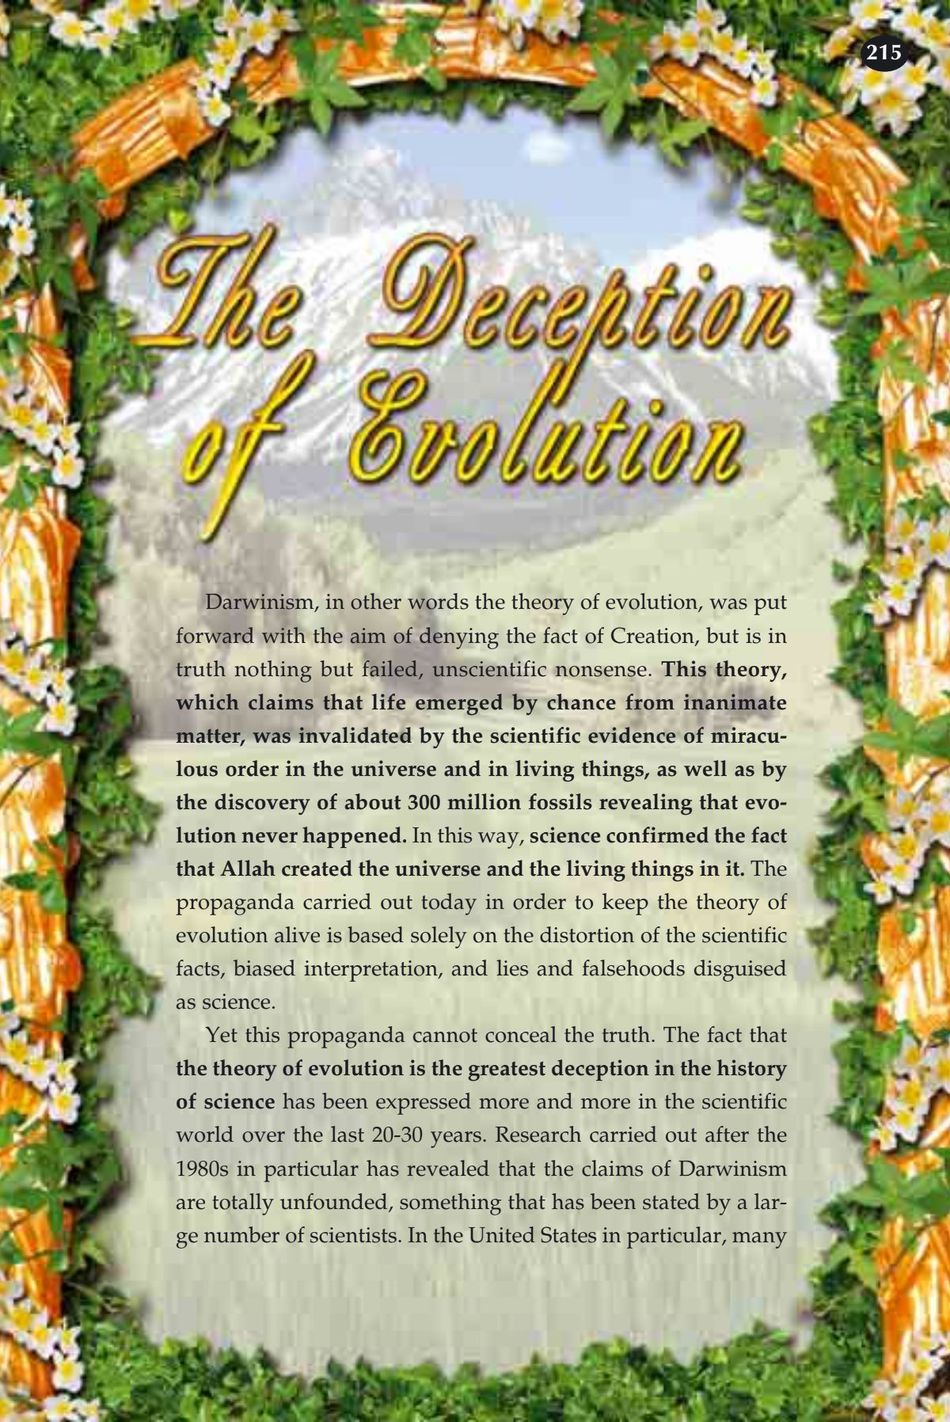 215
The Deception
of Evolution
Darwinism, in other words the theory of evolution, was put
forward with the aim of denying the fact of Creation, but is in
truth nothing but failed, unscientific nonsense. This theory,
which claims that life emerged by chance from inanimate
matter, was invalidated by the scientific evidence of miracu-
lous order in the universe and in living things, as well as by
the discovery of about 300 million fossils revealing that evo-
lution never happened. In this way, science confirmed the fact
that Allah created the universe and the living things in it. The
propaganda carried out today in order to keep the theory of
evolution alive is based solely on the distortion of the scientific
facts, biased interpretation, and lies and falsehoods disguised
as science.
Yet this propaganda cannot conceal the truth. The fact that
the theory of evolution is the greatest deception in the history
of science has been expressed more and more in the scientific
world over the last 20-30 years. Research carried out after the
1980s in particular has revealed that the claims of Darwinism
are totally unfounded, something that has been stated by a lar-
ge number of scientists. In the United States in particular, many